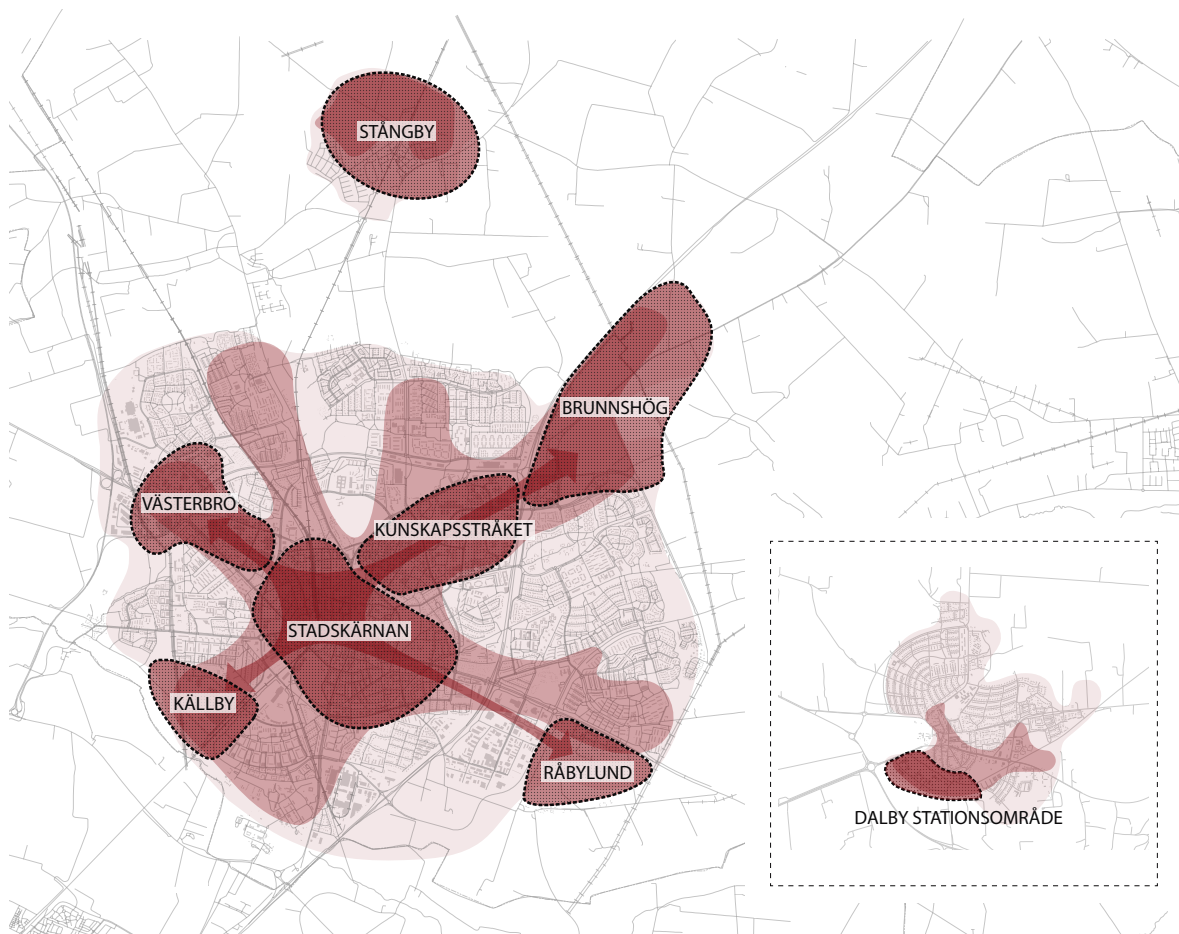 STÅNGBY
BRUNNSHÖG
VÄSTERBRO
KUNSKAPSSTRÅKET
STADSKÄRNAN
KÄLLBY
RÅBYLUND
DALBY STATIONSOMRÅDE